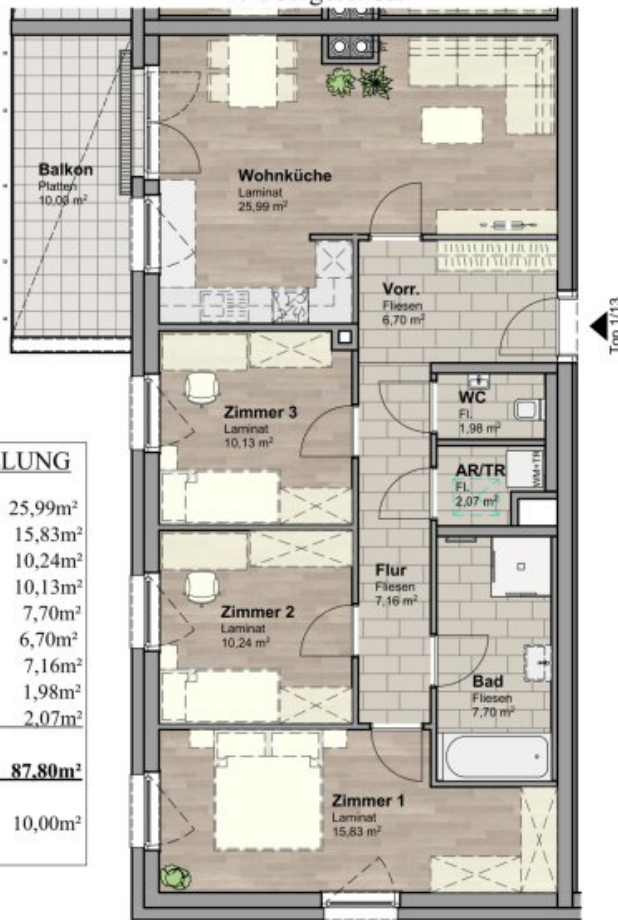 Balkon
Platten
10,00 m²
Wohnküche
Laminat
25,99 m²
Vorr.
Fliesen
6,70 m²
Top 1/13
Zimmer 3
Laminat
10,13 m²
WC
Fl.
1,98 m²
AR/TR
Fl.
2,07 m²
WM+TR
LLUNG
25,99m²
15,83m²
10,24m²
10,13m²
7,70m²
6,70m²
7,16m²
1,98m²
2,07m²
87,80m²
10,00m²
Flur
Fliesen
7,16 m²
Zimmer 2
Laminat
10,24 m²
Bad
Fliesen
7,70 m²
Zimmer 1
Laminat
15,83 m²